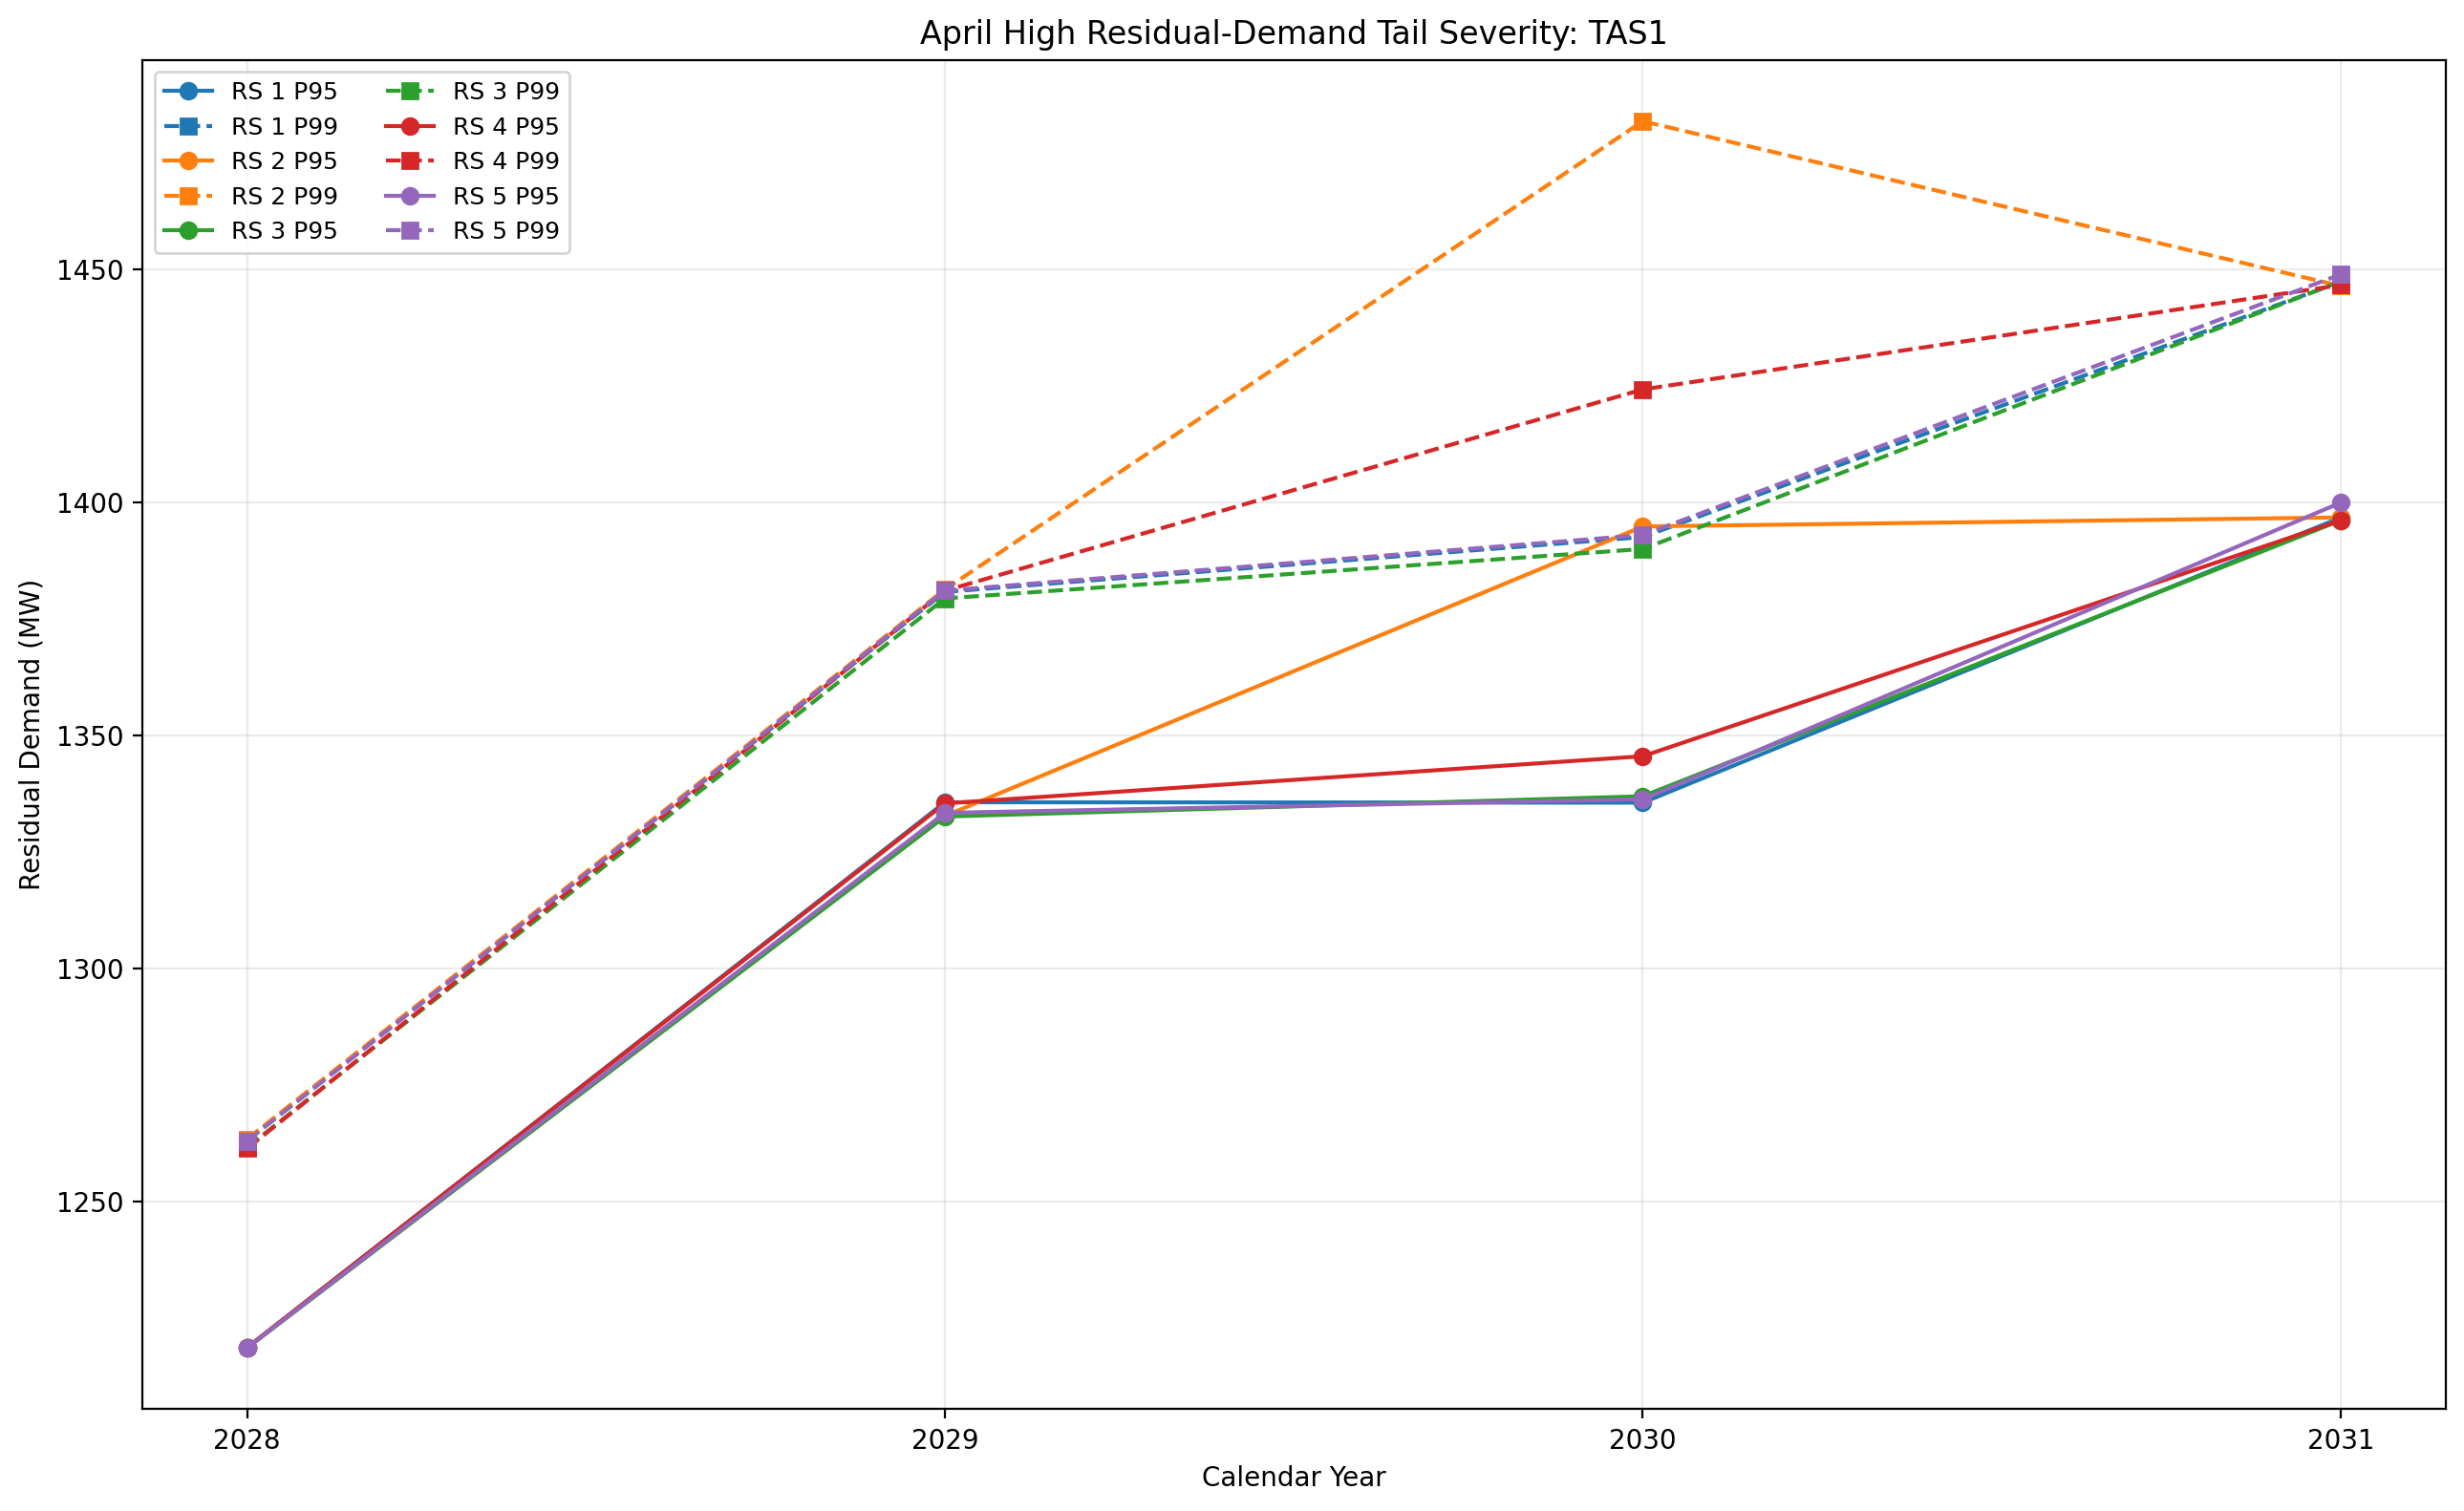 April High Residual-Demand Tail Severity: TAS1
RS 1 P95
RS 1 P99
RS 2 P95
RS 2 P99
RS 3 P95
RS 3 P99
RS 4 P95
RS 4 P99
RS 5 P95
RS 5 P99
Residual Demand (MW)
1450
1400
1350
1300
1250
2028 2029 2030 2031
Calendar Year